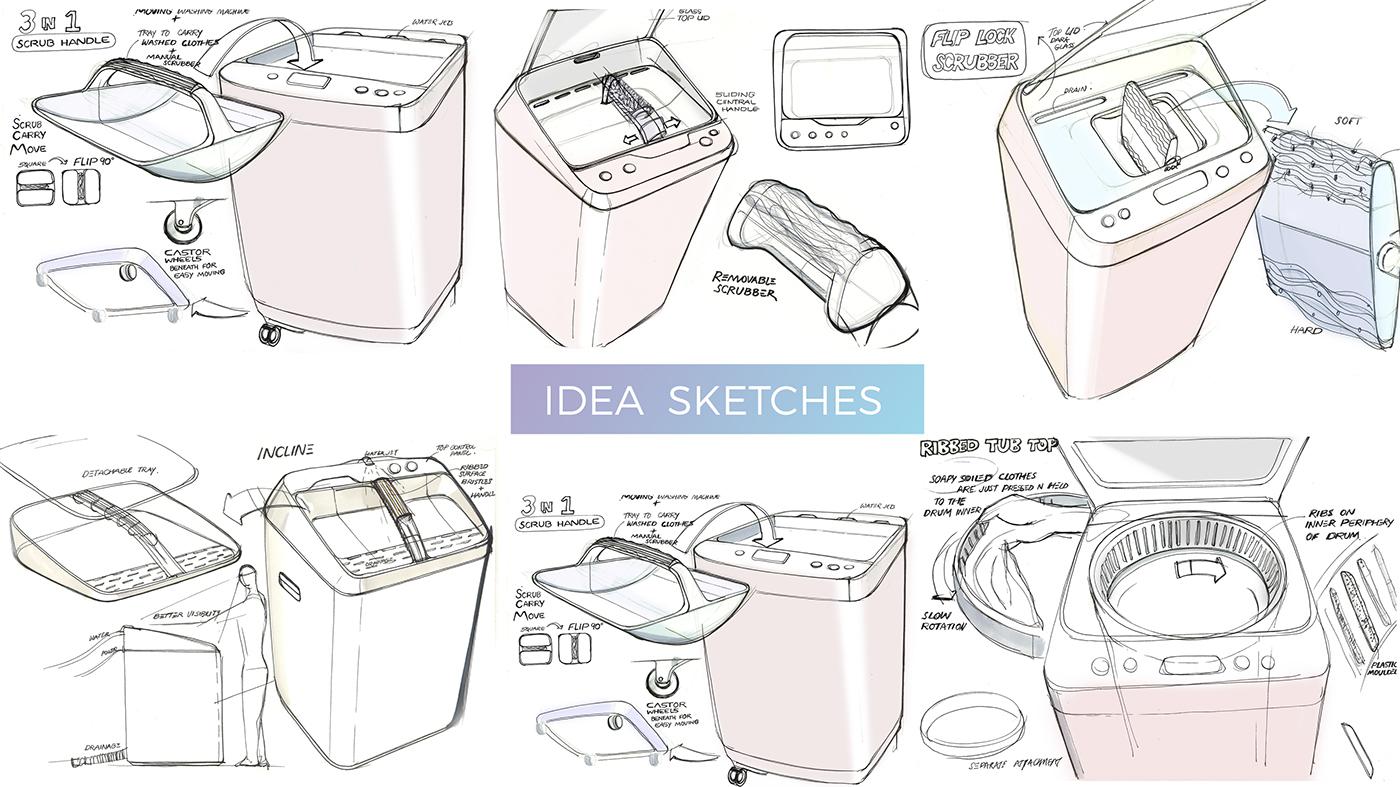 3 IN 1
SCRUB HANDLE
MOVING WASHING MACHINE
+
TRAY TO CARRY
WASHED CLOTHES
+
MANUAL
SCRUBBER
WATER JETS
SCRUB
CARRY
MOVE
SQUARE FLIP 90°
CASTOR
WHEELS
BENEATH FOR
EASY MOVING
GLASS
TOP LID
SLIDING
CENTRAL
HANDLE
REMOVABLE
SCRUBBER
FLIP LOCK
SCRUBBER
TOP LID
DARK
GLASS
DRAIN.
SOFT
HARD
IDEA SKETCHES
DETACHABLE TRAY.
INCLINE
WATER JET
TOP CONTROL
PANEL.
RIBBED
SURFACE
BRISTLES
+
HANDLE
DRAINAGE
BETTER VISIBILITY
WATER
POWER
DRAINAGE
3 IN 1
SCRUB HANDLE
MOVING WASHING MACHINE
+
TRAY TO CARRY
WASHED CLOTHES
+
MANUAL
SCRUBBER
WATER JETS
SCRUB
CARRY
MOVE
SQUARE FLIP 90°
CASTOR
WHEELS
BENEATH FOR
EASY MOVING
RIBBED TUB TOP
SOAPY SOILED CLOTHES
ARE JUST PRESSED N HELD
TO THE
DRUM INNER
SLOW
ROTATION
RIBS ON
INNER PERIPHERY
OF DRUM
PLASTIC
MOULDED
SEPARATE ATTACHMENT